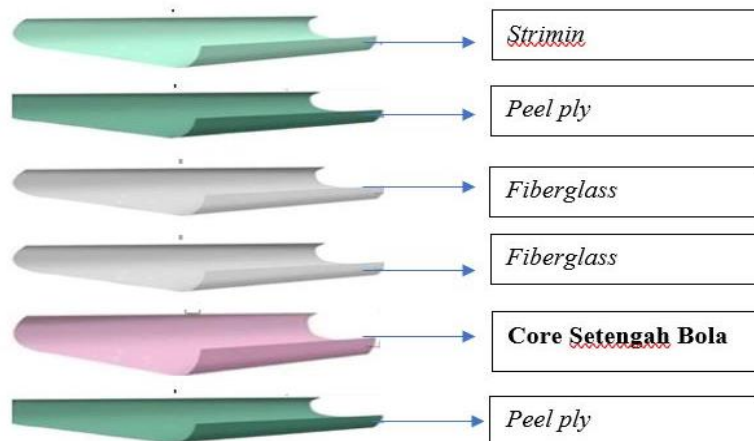 Strimin
Peel ply
Fiberglass
Fiberglass
Core Setengah Bola
Peel ply